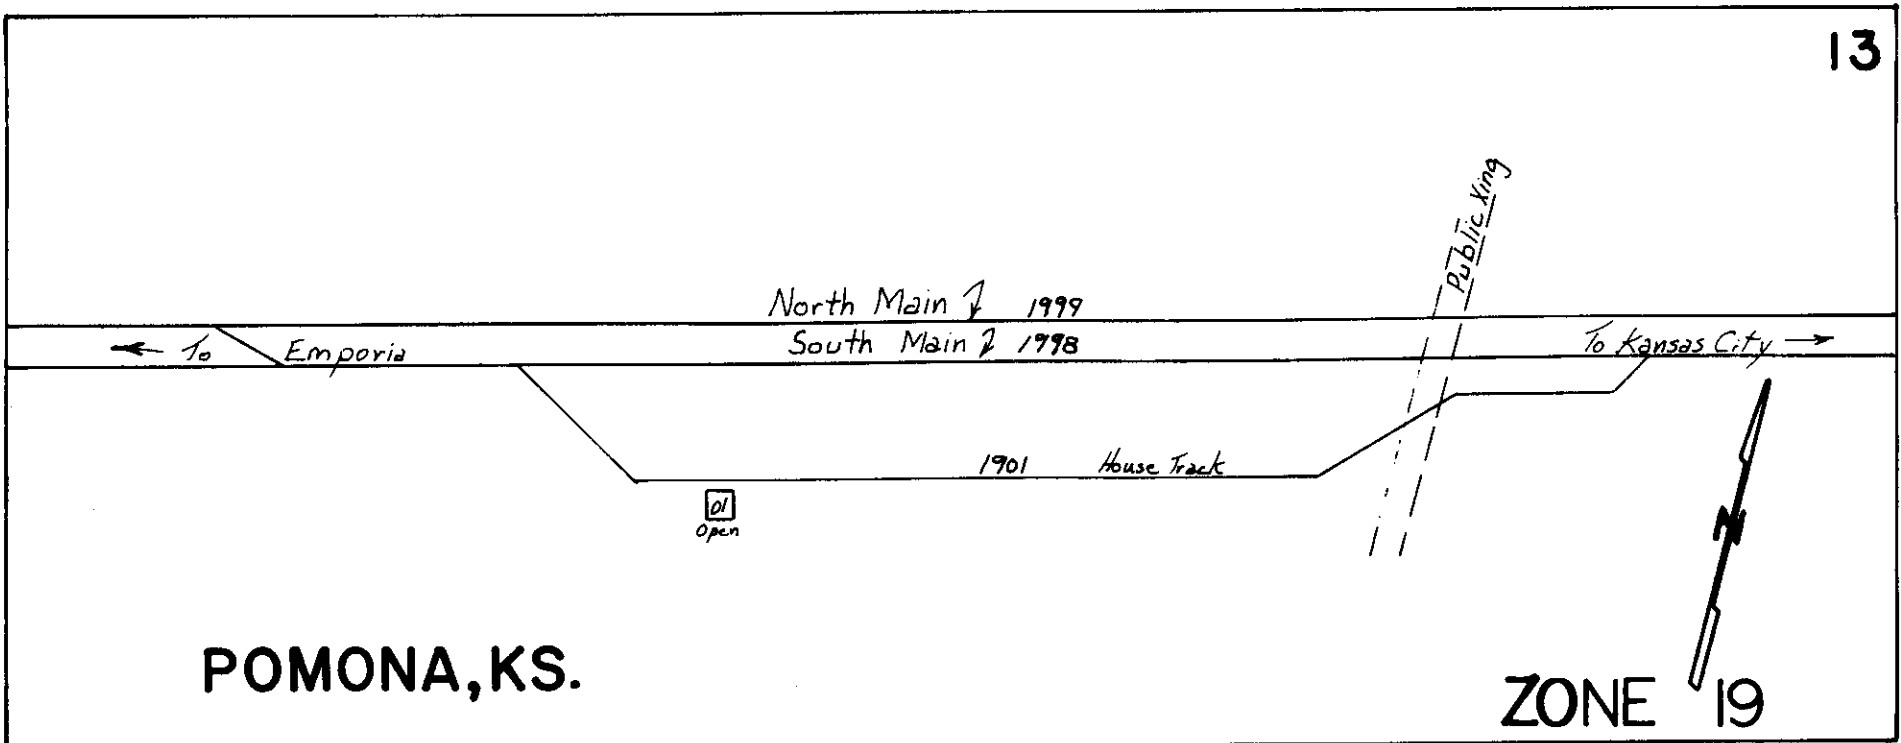 13
Public Xing
North Main 1999
South Main 1998
To Emporia
To Kansas City
1901 House Track
01
Open
N
POMONA, KS.
ZONE 19